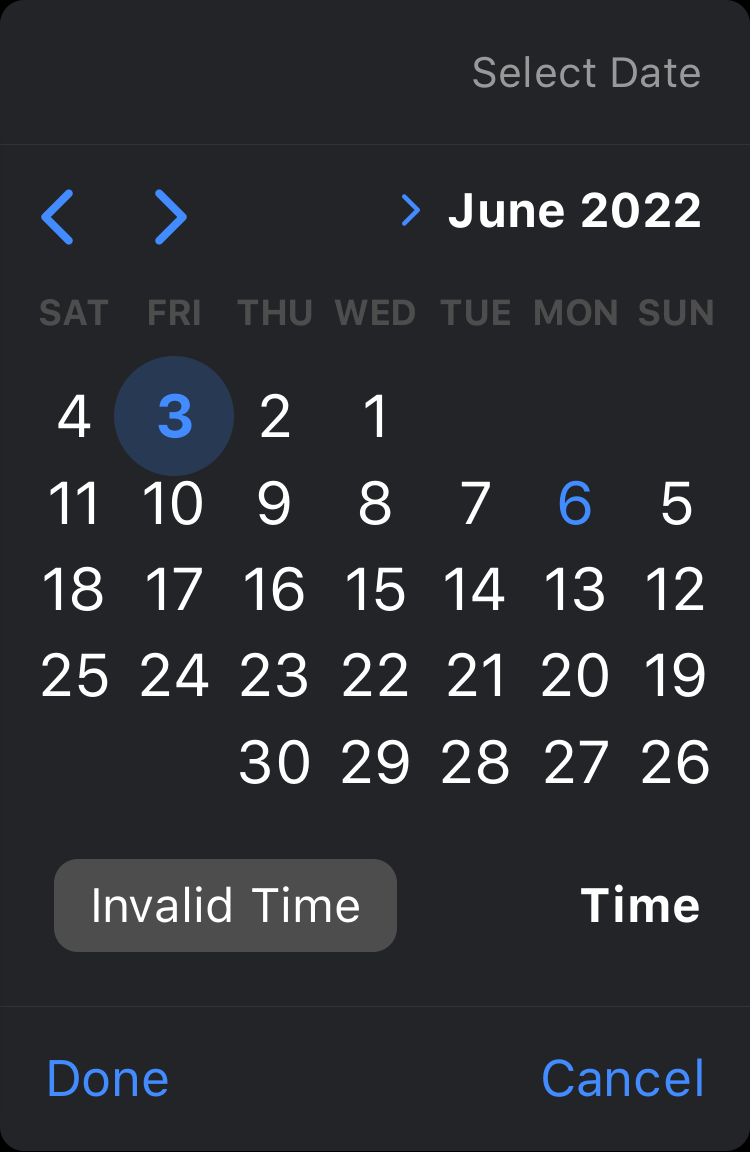 Select Date
June 2022
SAT FRI THU WED TUE MON SUN
4 3 2 1
11 10 9 8 7 6 5
18 17 16 15 14 13 12
25 24 23 22 21 20 19
30 29 28 27 26
Invalid Time Time
Done Cancel